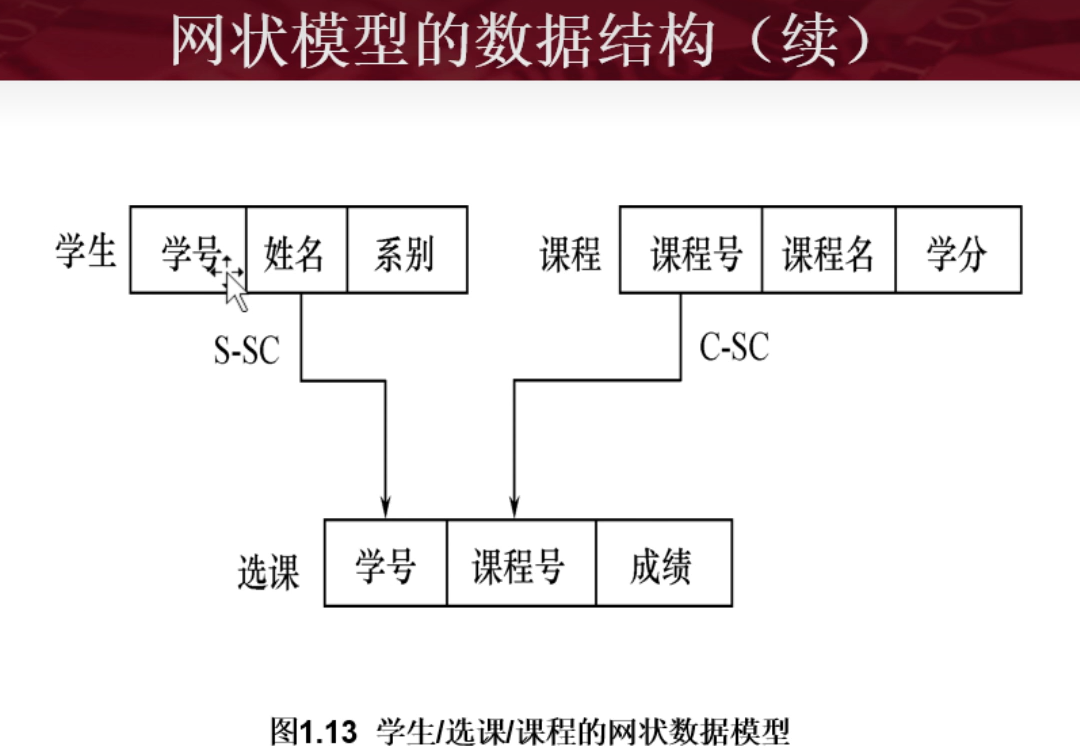 网状模型的数据结构（续）
学生 学号 姓名 系别 课程 课程号 课程名 学分
S-SC C-SC
选课 学号 课程号 成绩
图1.13 学生/选课/课程的网状数据模型